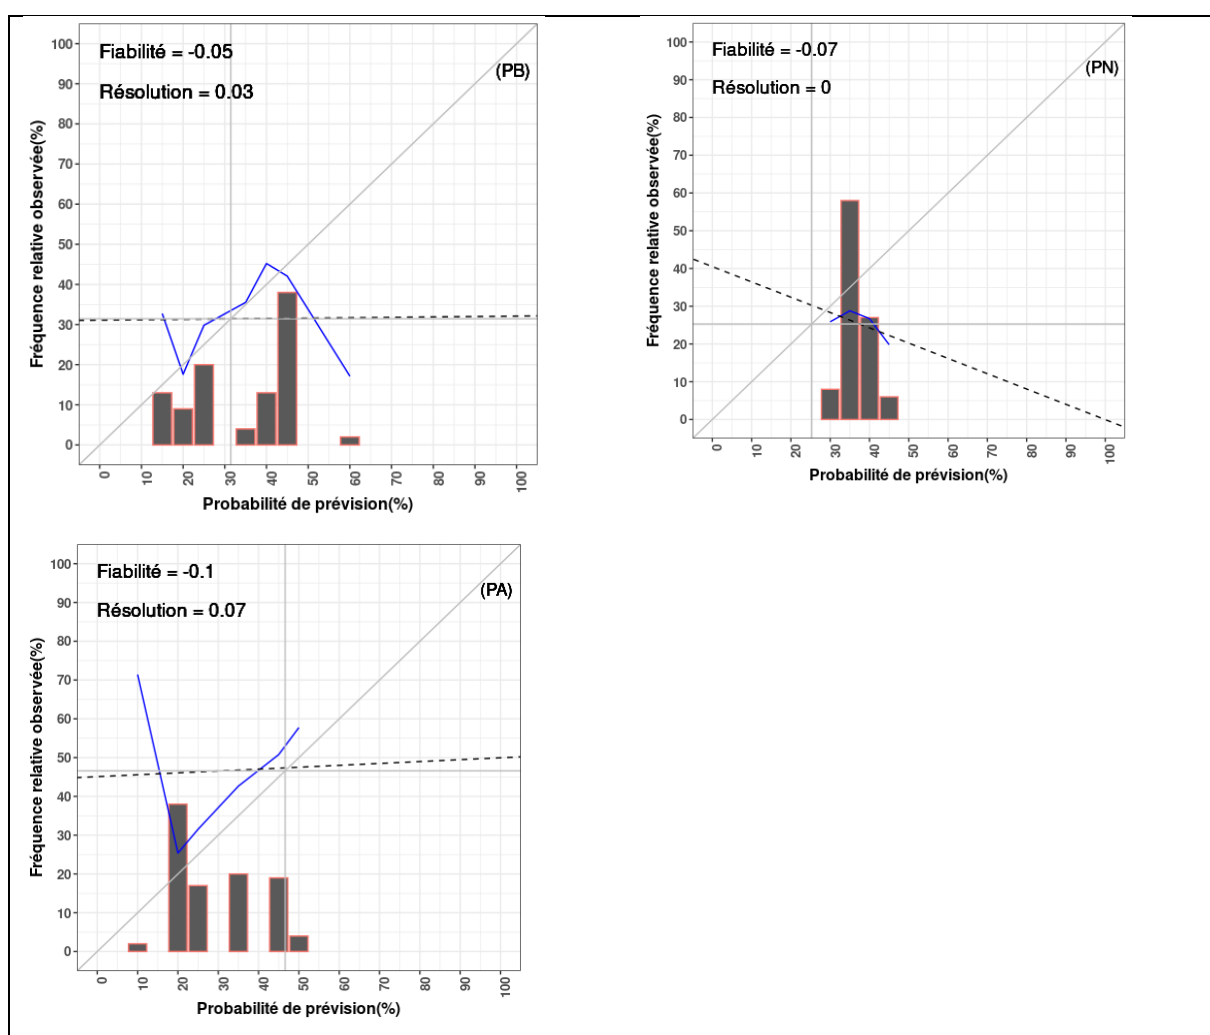 Fiabilité = -0.05
Résolution = 0.03
(PB)
Fréquence relative observée(%)
100
90
80
70
60
50
40
30
20
10
0
0 10 20 30 40 50 60 70 80 90 100
Probabilité de prévision(%)
Fiabilité = -0.07
Résolution = 0
(PN)
Fréquence relative observée(%)
100
90
80
70
60
50
40
30
20
10
0
0 10 20 30 40 50 60 70 80 90 100
Probabilité de prévision(%)
Fiabilité = -0.1
Résolution = 0.07
(PA)
Fréquence relative observée(%)
100
90
80
70
60
50
40
30
20
10
0
0 10 20 30 40 50 60 70 80 90 100
Probabilité de prévision(%)